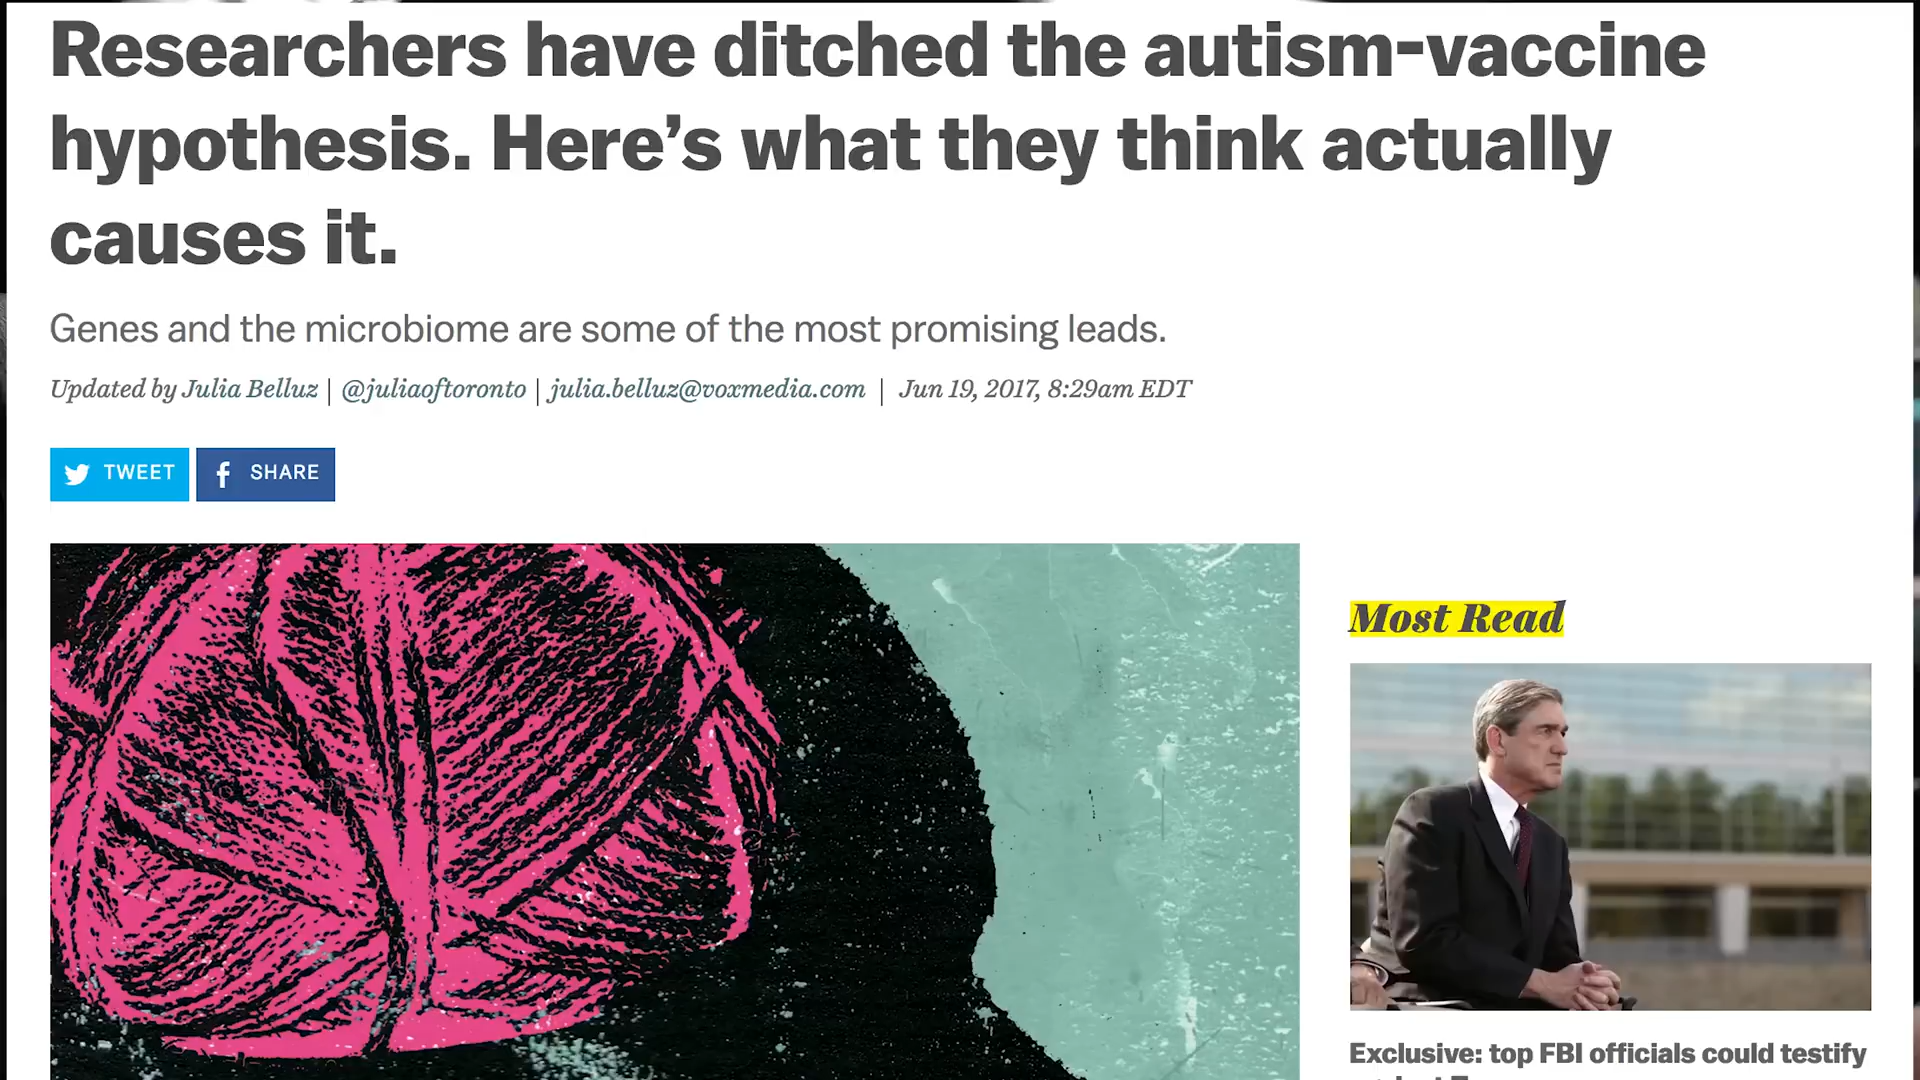 Researchers have ditched the autism-vaccine
hypothesis. Here’s what they think actually
causes it.
Genes and the microbiome are some of the most promising leads.
Updated by Julia Belluz | @juliaoftoronto | julia.belluz@voxmedia.com | Jun 19, 2017, 8:29am EDT
TWEET
SHARE
Most Read
Exclusive: top FBI officials could testify